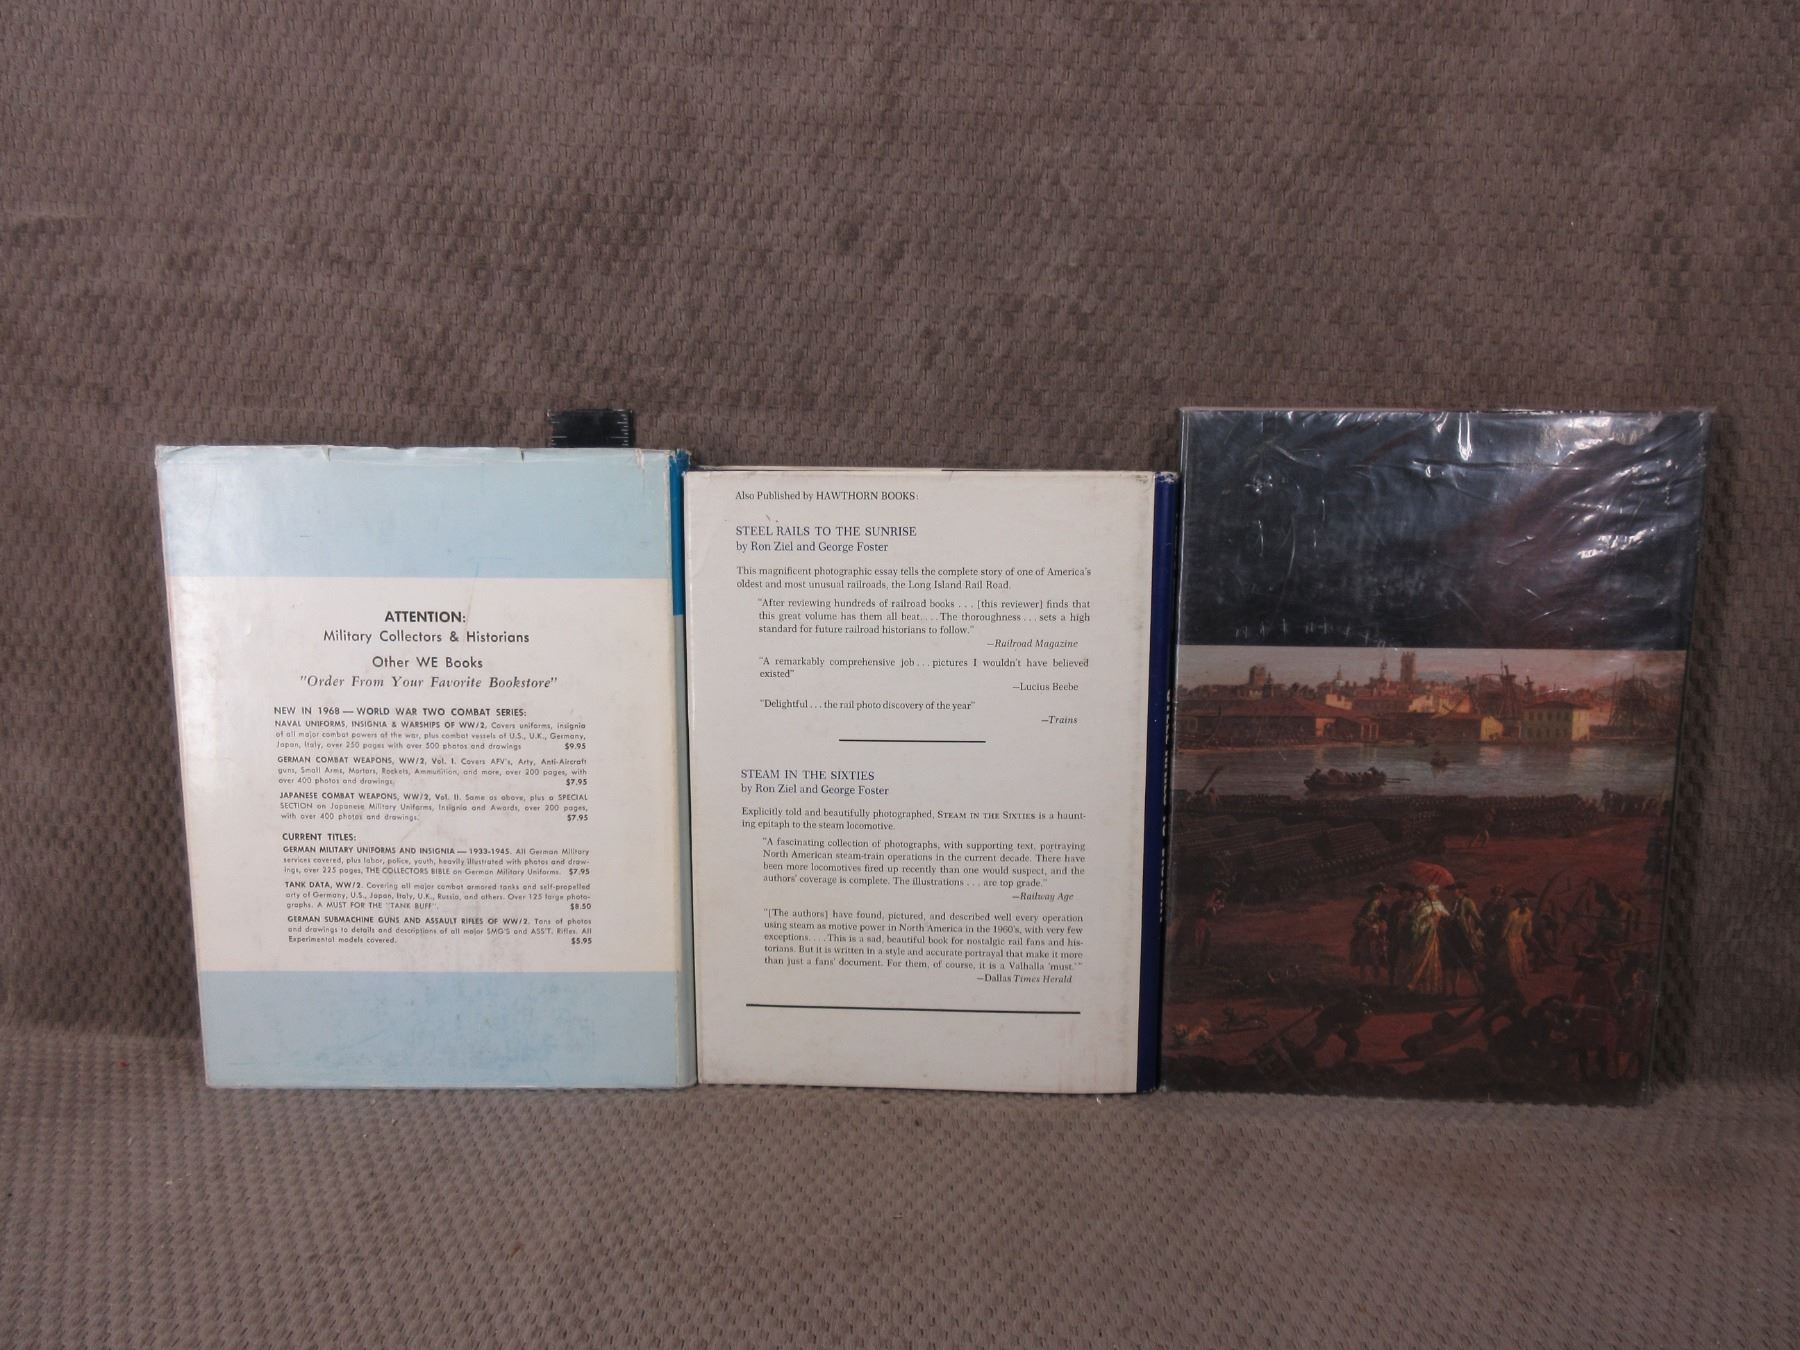 ATTENTION:
Military Collectors & Historians
Other WE Books
"Order From Your Favorite Bookstore"
NEW IN 1968 — WORLD WAR TWO COMBAT SERIES:
NAVAL UNIFORMS, INSIGNIA & WARSHIPS OF WW/2, Covers uniforms, insignia
of all major combat powers of the war, plus combat vessels of U.S., U.K., Germany,
Japan, Italy, over 250 pages with over 500 photos and drawings $9.95
GERMAN COMBAT WEAPONS, WW/2, Vol. I. Covers AFV's, Arty, Anti-Aircraft
guns, Small Arms, Mortars, Rockets, Ammunition, and more, over 200 pages, with
over 400 photos and drawings. $7.95
JAPANESE COMBAT WEAPONS, WW/2, Vol. II. Same as above, plus a SPECIAL
SECTION on Japanese Military Uniforms, Insignia and Awards, over 200 pages,
with over 400 photos and drawings. $7.95
CURRENT TITLES:
GERMAN MILITARY UNIFORMS AND INSIGNIA — 1933-1945. All German Military
services covered, plus labor, police, youth, heavily illustrated with photos and draw-
ings, over 225 pages, THE COLLECTORS BIBLE on German Military Uniforms. $7.95
TANK DATA, WW/2. Covering all major combat armored tanks and self-propelled
arty of Germany, U.S., Japan, Italy, U.K., Russia, and others. Over 125 large photo-
graphs. A MUST FOR THE "TANK BUFF". $8.50
GERMAN SUBMACHINE GUNS AND ASSAULT RIFLES OF WW/2. Tons of photos
and drawings to details and descriptions of all major SMG'S and ASS'T. Rifles. All
Experimental models covered. $5.95
Also Published by HAWTHORN BOOKS:
STEEL RAILS TO THE SUNRISE
by Ron Ziel and George Foster
This magnificent photographic essay tells the complete story of one of America's
oldest and most unusual railroads, the Long Island Rail Road.
"After reviewing hundreds of railroad books . . . [this reviewer] finds that
this great volume has them all beat. . . . The thoroughness . . . sets a high
standard for future railroad historians to follow."
—Railroad Magazine
"A remarkably comprehensive job . . . pictures I wouldn't have believed
existed"
—Lucius Beebe
"Delightful . . . the rail photo discovery of the year"
—Trains
STEAM IN THE SIXTIES
by Ron Ziel and George Foster
Explicitly told and beautifully photographed, STEAM IN THE SIXTIES is a haunt-
ing epitaph to the steam locomotive.
"A fascinating collection of photographs, with supporting text, portraying
North American steam-train operations in the current decade. There have
been more locomotives fired up recently than one would suspect, and the
authors' coverage is complete. The illustrations . . . are top grade."
—Railway Age
"[The authors] have found, pictured, and described well every operation
using steam as motive power in North America in the 1960's, with very few
exceptions. . . . This is a sad, beautiful book for nostalgic rail fans and his-
torians. But it is written in a style and accurate portrayal that make it more
than just a fans' document. For them, of course, it is a Valhalla 'must.'"
—Dallas Times Herald